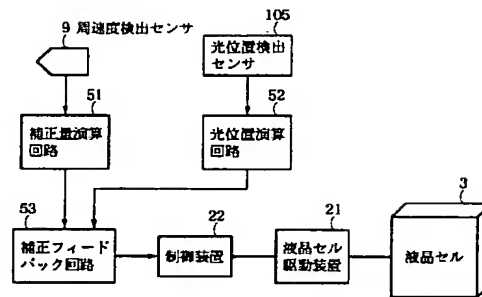 9 周速度検出センサ
105
光位置検出
センサ
51
補正量演算
回路
52
光位置演算
回路
53
補正フィード
バック回路
22
制御装置
21
液晶セル
駆動装置
3
液晶セル